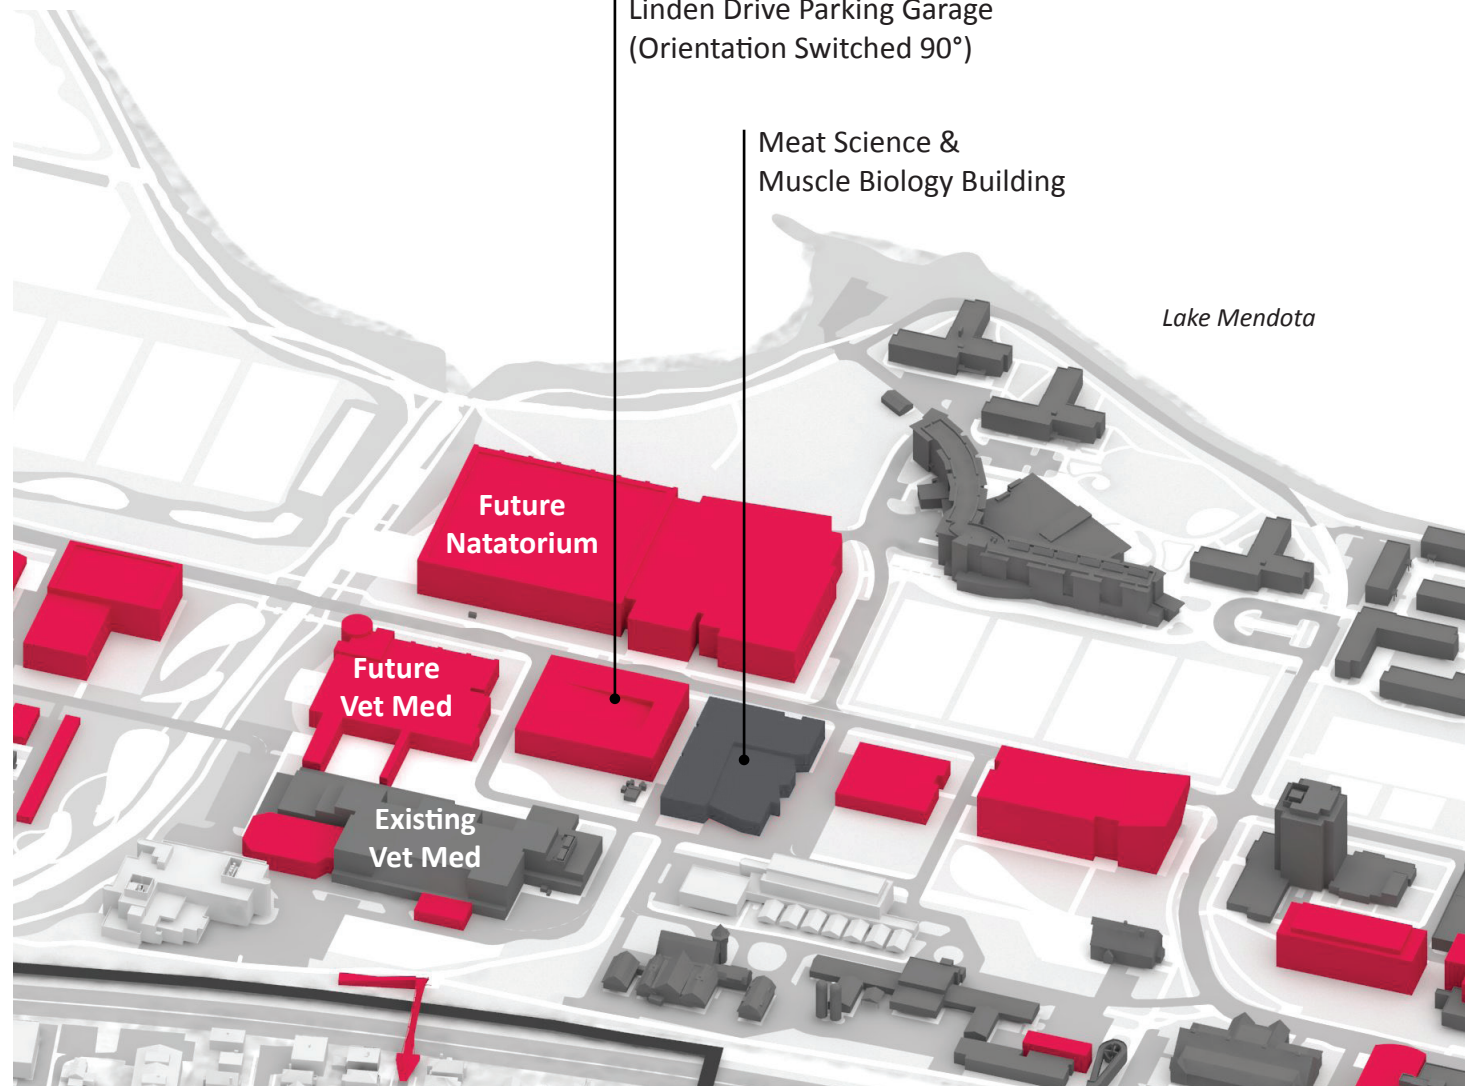 Linden Drive Parking Garage
(Orientation Switched 90°)
Meat Science &
Muscle Biology Building
Lake Mendota
Future
Natatorium
Future
Vet Med
Existing
Vet Med